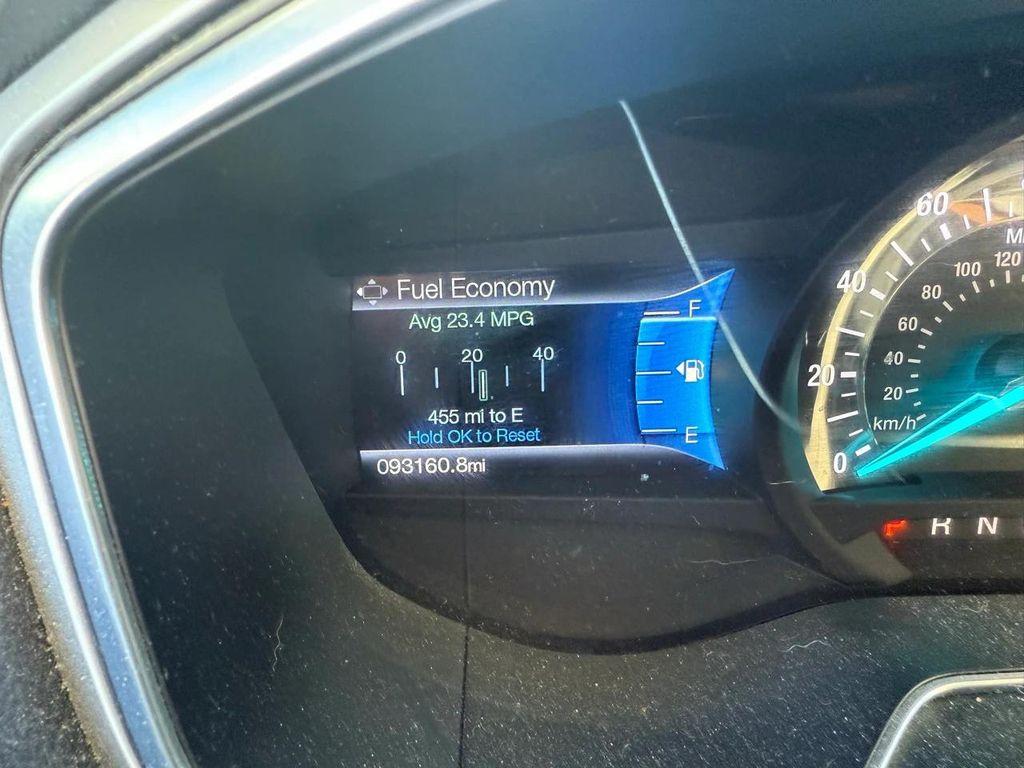 Fuel Economy
Avg 23.4 MPG
0 20 40
455 mi to E
Hold OK to Reset
093160.8mi
F
E
60
40
20
0
120
100
80
60
40
20
km/h
P R N